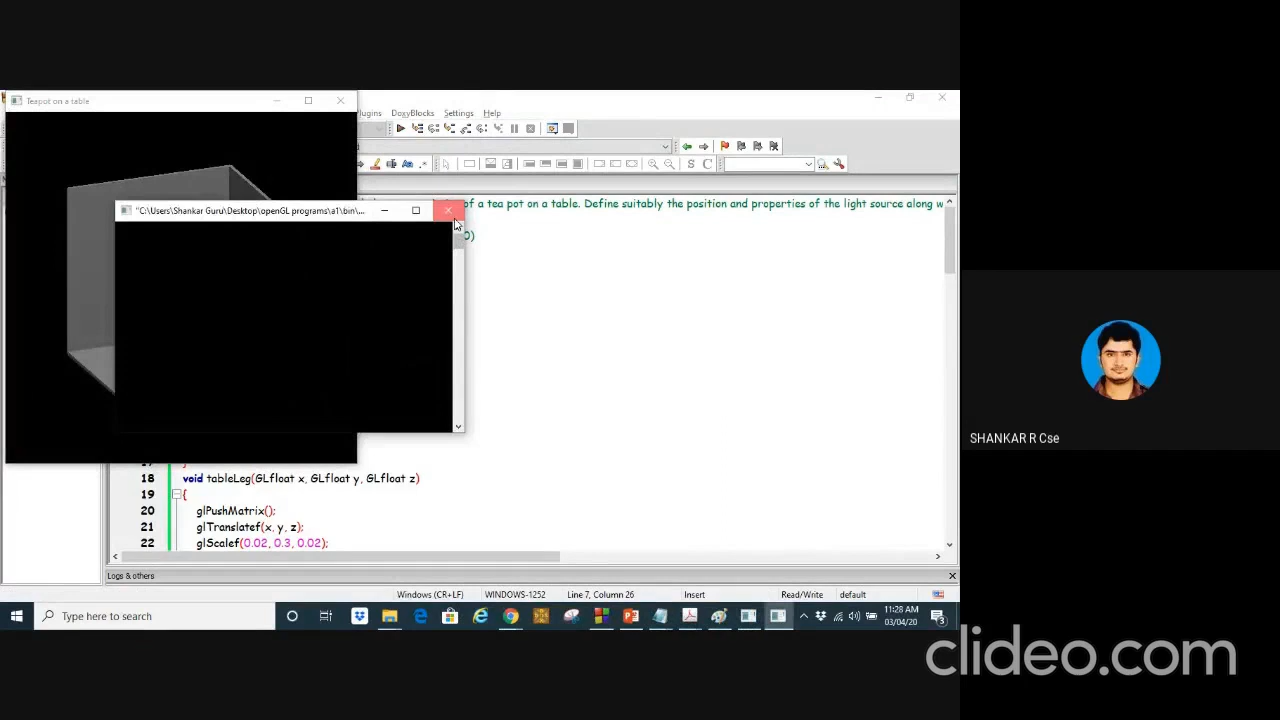 Teapot on a table
lugins DoxyBlocks Settings Help
S C
of a tea pot on a table. Define suitably the position and properties of the light source along w
"C:\Users\Shankar Guru\Desktop\openGL programs\a1\bin\...
0)
18 void tableLeg(GLfloat x, GLfloat y, GLfloat z)
19 {
20 glPushMatrix();
21 glTranslatef(x, y, z);
22 glScalef(0.02, 0.3, 0.02);
Logs & others
Windows (CR+LF) WINDOWS-1252 Line 7, Column 26 Insert Read/Write default
Type here to search
11:28 AM
03/04/20
3
SHANKAR R Cse
clideo.com